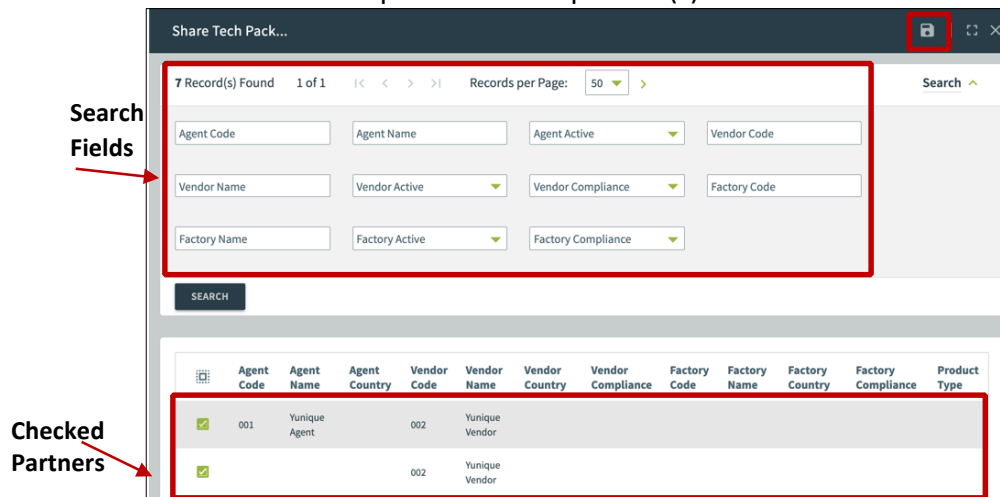 Share Tech Pack...
7 Record(s) Found 1 of 1 Records per Page: 50 Search
Search
Fields
Agent Code Agent Name Agent Active Vendor Code
Vendor Name Vendor Active Vendor Compliance Factory Code
Factory Name Factory Active Factory Compliance
SEARCH
Agent Agent Agent Vendor Vendor Vendor Vendor Factory Factory Factory Factory Product
Code Name Country Code Name Country Compliance Code Name Country Compliance Type
Checked
Partners
001 Yunique Agent 002 Yunique Vendor
002 Yunique Vendor